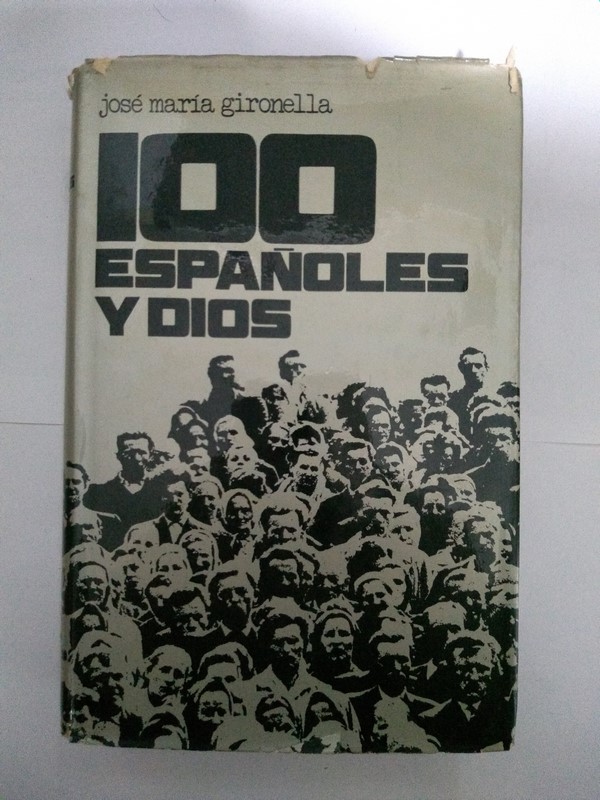 josé maría gironella
100
ESPAÑOLES
Y DIOS